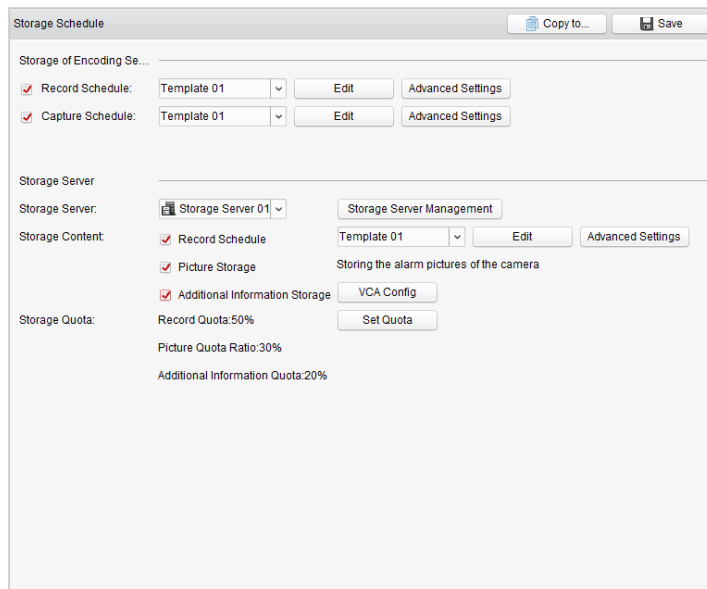 Storage Schedule Copy to... Save
Storage of Encoding Se...
Record Schedule: Template 01 Edit Advanced Settings
Capture Schedule: Template 01 Edit Advanced Settings
Storage Server
Storage Server: Storage Server 01 Storage Server Management
Storage Content: Record Schedule Template 01 Edit Advanced Settings
Picture Storage Storing the alarm pictures of the camera
Additional Information Storage VCA Config
Storage Quota: Record Quota:50% Set Quota
Picture Quota Ratio:30%
Additional Information Quota:20%